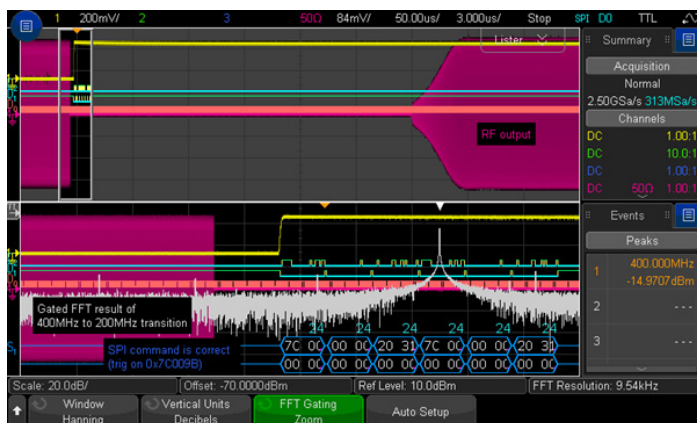 1 200mV/ 2 3 50Ω 84mV/ 50.00us/ 3.000us/ Stop SPI D0 TTL
Lister
Summary
Acquisition
Normal
2.50GSa/s 313MSa/s
Channels
DC 1.00:1
DC 10.0:1
DC 1.00:1
DC 50Ω 1.00:1
RF output
Events
Peaks
1 400.000MHz
-14.9707dBm
2 ---
3 ---
Gated FFT result of
400MHz to 200MHz transition
SPI command is correct
(trig on 0x7C009B)
24 24 24 24 24 24
S1 7C 00 00 00 20 31 7C 00 00 00 20 31
00 00 00 00 00 00 00 00 00 00 00 00
Scale: 20.0dB/ Offset: -70.0000dBm Ref Level: 10.0dBm FFT Resolution: 9.54kHz
Window
Hanning
Vertical Units
Decibels
FFT Gating
Zoom
Auto Setup